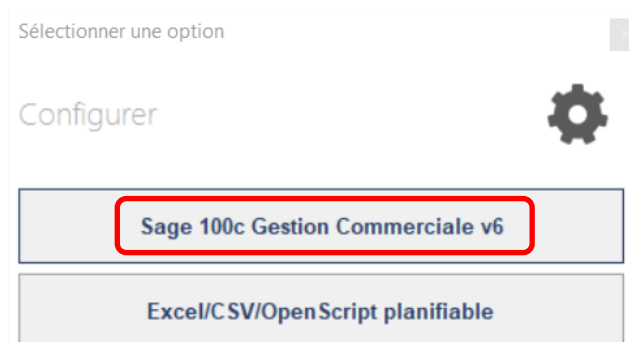 Sélectionner une option
Configurer
Sage 100c Gestion Commerciale v6
Excel/CSV/OpenScript planifiable